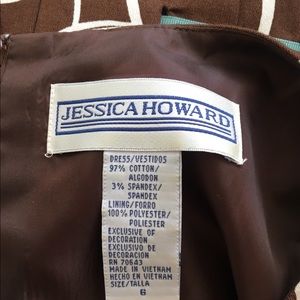 JESSICA HOWARD
DRESS/VESTIDOS
97% COTTON/
ALGODON
3% SPANDEX/
SPANDEX
LINING/FORRO
100% POLYESTER/
POLIESTER
EXCLUSIVE OF
DECORATION
EXCLUSIVO DE
DECORACION
RN 70643
MADE IN VIETNAM
HECHO EN VIETNAM
SIZE/TALLA
6